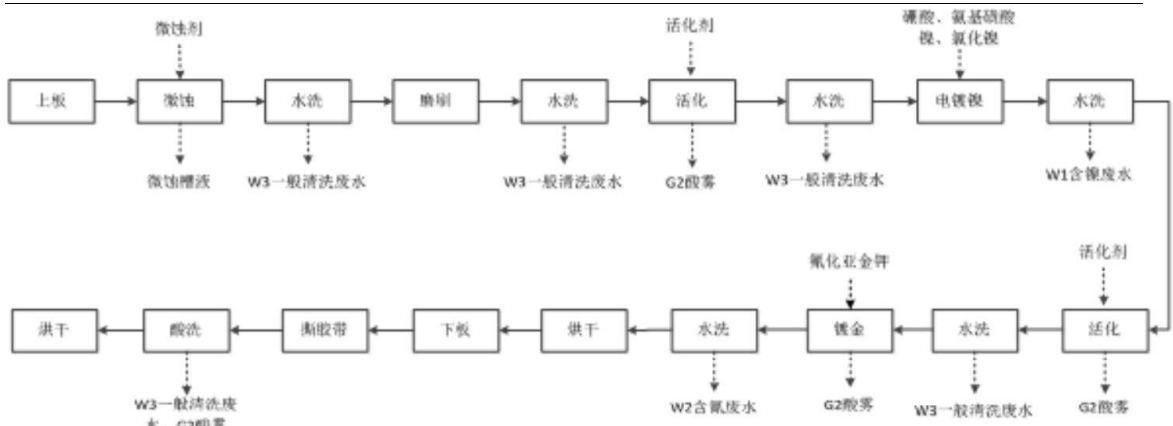 微蚀剂
活化剂
硼酸、氨基磺酸
镍、氯化镍
上板
微蚀
水洗
磨刷
水洗
活化
水洗
电镀镍
水洗
微蚀槽液
W3一般清洗废水
W3一般清洗废水
G2酸雾
W3一般清洗废水
W1含镍废水
氰化亚金钾
活化剂
烘干
酸洗
撕胶带
下板
烘干
水洗
镀金
水洗
活化
W3一般清洗废
水、G2酸雾
W2含氰废水
G2酸雾
W3一般清洗废水
G2酸雾